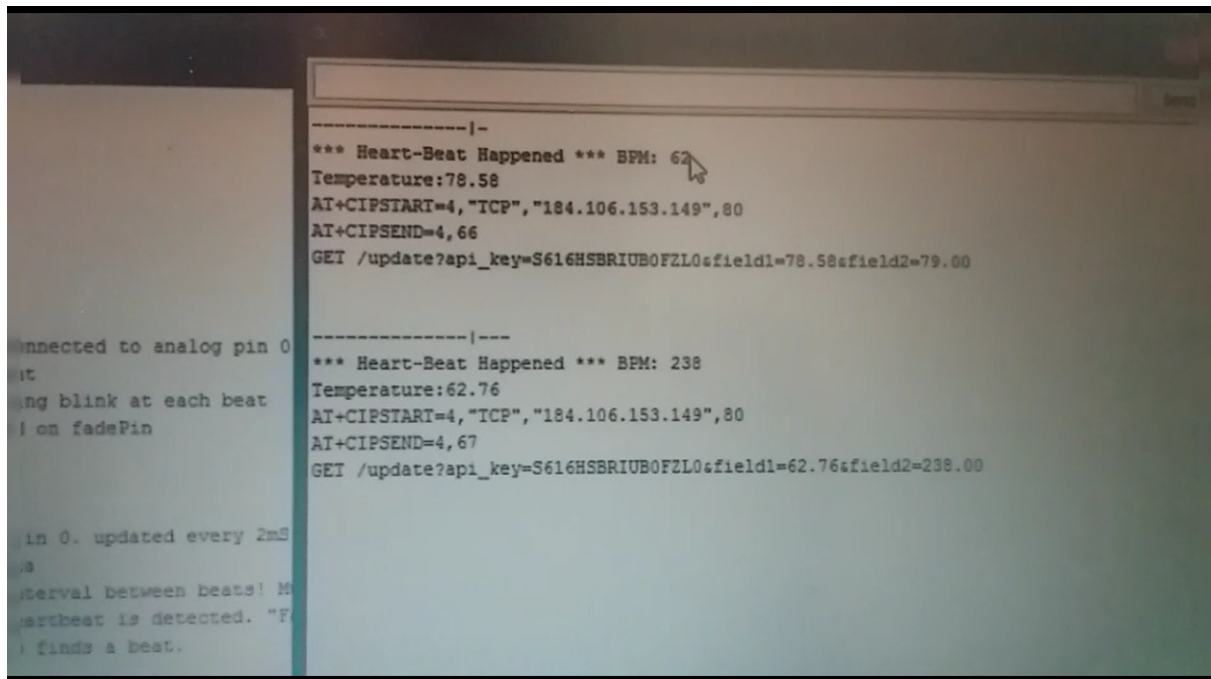 Send
---------------|-
*** Heart-Beat Happened *** BPM: 62
Temperature:78.58
AT+CIPSTART=4,"TCP","184.106.153.149",80
AT+CIPSEND=4,66
GET /update?api_key=S616HSBRIUB0FZL0&field1=78.58&field2=79.00
---------------|---
*** Heart-Beat Happened *** BPM: 238
Temperature:62.76
AT+CIPSTART=4,"TCP","184.106.153.149",80
AT+CIPSEND=4,67
GET /update?api_key=S616HSBRIUB0FZL0&field1=62.76&field2=238.00
nnected to analog pin 0
ng blink at each beat
on fadePin
in 0. updated every 2mS
terval between beats! M
artbeat is detected. "F
finds a beat.